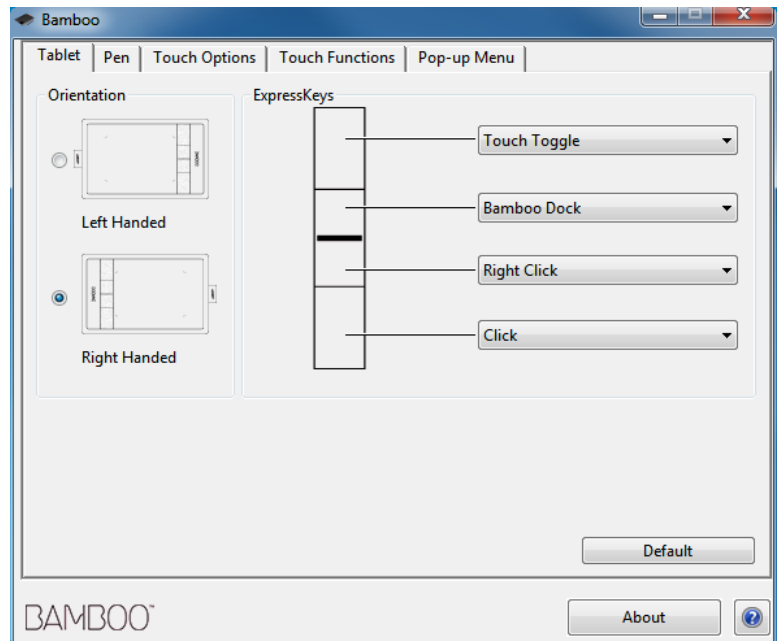 Bamboo
Tablet Pen Touch Options Touch Functions Pop-up Menu
Orientation
Left Handed
Right Handed
ExpressKeys
Touch Toggle
Bamboo Dock
Right Click
Click
Default
BAMBOO™
About
?